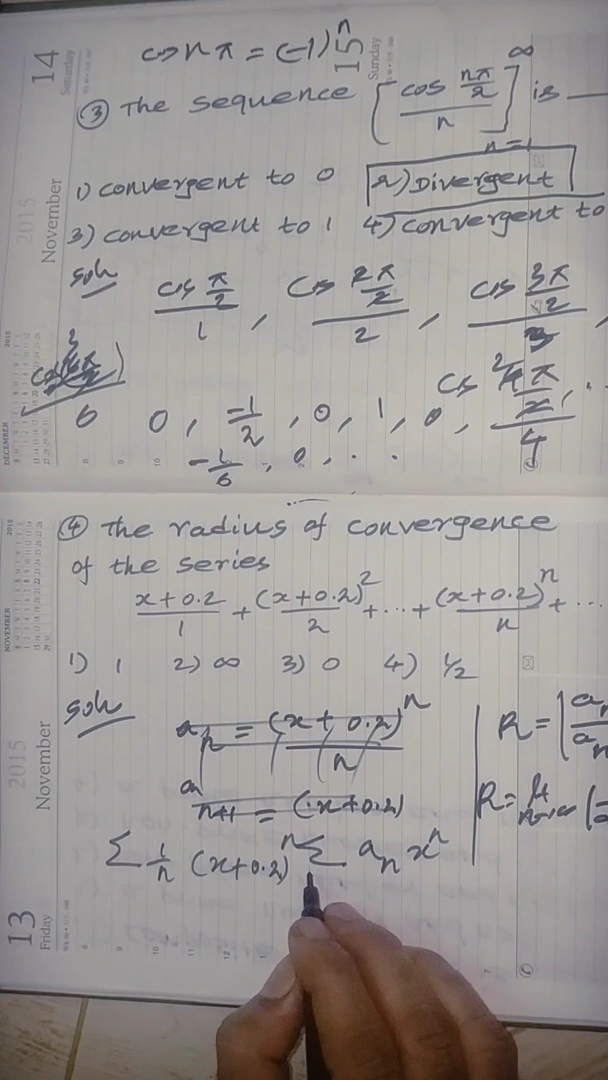 cos nπ = (-1)^n
14
Saturday
15
Sunday
③ The sequence [cos nπ/2 / n]^∞ n=1 is —
1) convergent to 0 2) Divergent
3) convergent to 1 4) convergent to
2015
November
Soln
cos π/2 / 1 , cos 2π/2 / 2 , cos 3π/2 / 3 ,
cos 4π/2 / 4 , ..
6
0 , -1/2 , 0 , 1 , 0 ,
-1/6 , 0 , . .
DECEMBER
2015
④ The radius of convergence
of the series
x+0.2 / 1 + (x+0.2)^2 / 2 + ... + (x+0.2)^n / n + ...
1) 1 2) ∞ 3) 0 4) 1/2
NOVEMBER
2015
Soln
a_n = (x+0.2)^n / n
R = |a_n / a_n
a_n+1 = (x+0.2)
R = lt n→∞
Σ 1/n (x+0.2)^n Σ a_n x^n
2015
November
13
Friday